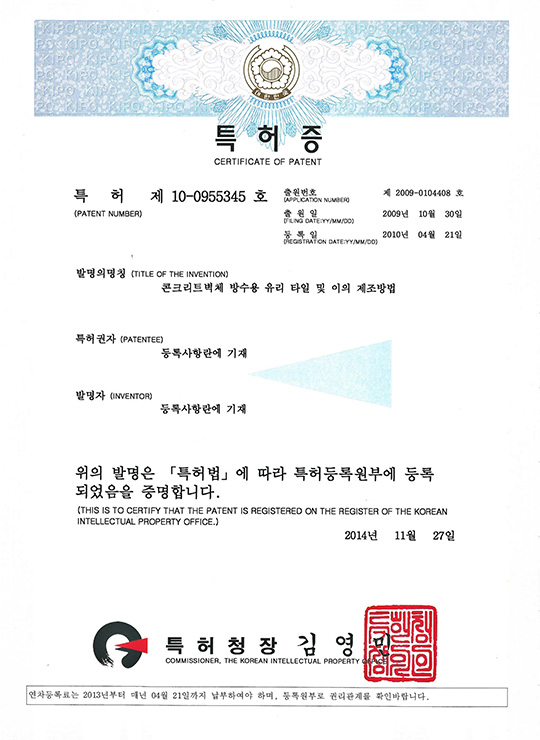 특허증
CERTIFICATE OF PATENT
특 허 제 10-0955345 호
(PATENT NUMBER)
출원번호 제 2009-0104408 호
(APPLICATION NUMBER)
출 원 일 2009년 10월 30일
(FILING DATE:YY/MM/DD)
등 록 일 2010년 04월 21일
(REGISTRATION DATE:YY/MM/DD)
발명의명칭 (TITLE OF THE INVENTION)
콘크리트벽체 방수용 유리 타일 및 이의 제조방법
특허권자 (PATENTEE)
등록사항란에 기재
발명자 (INVENTOR)
등록사항란에 기재
위의 발명은 「특허법」에 따라 특허등록원부에 등록
되었음을 증명합니다.
(THIS IS TO CERTIFY THAT THE PATENT IS REGISTERED ON THE REGISTER OF THE KOREAN
INTELLECTUAL PROPERTY OFFICE.)
2014년 11월 27일
특허청장 김영민
COMMISSIONER, THE KOREAN INTELLECTUAL PROPERTY OFFICE
연차등록료는 2013년부터 매년 04월 21일까지 납부하여야 하며, 등록원부로 권리관계를 확인바랍니다.